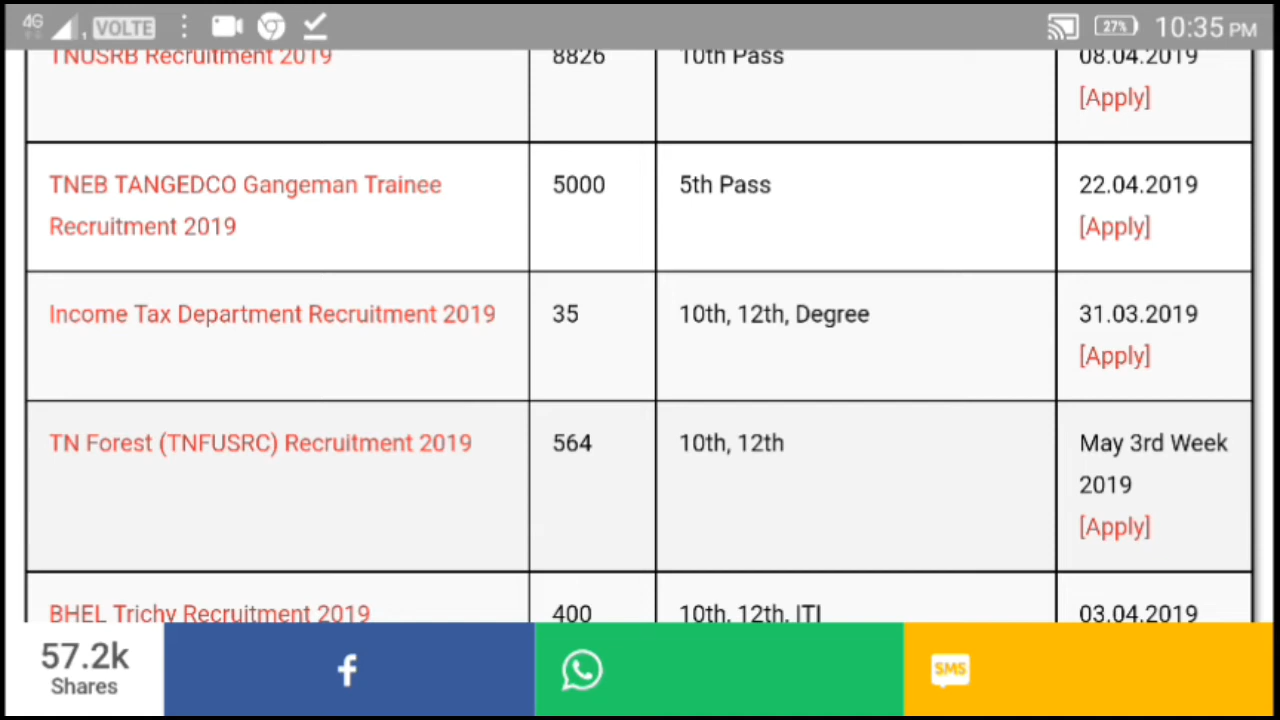 4G VOLTE 27% 10:35 PM
TNUSRB Recruitment 2019 8826 10th Pass 08.04.2019
[Apply]
TNEB TANGEDCO Gangeman Trainee 5000 5th Pass 22.04.2019
Recruitment 2019 [Apply]
Income Tax Department Recruitment 2019 35 10th, 12th, Degree 31.03.2019
[Apply]
TN Forest (TNFUSRC) Recruitment 2019 564 10th, 12th May 3rd Week
2019
[Apply]
BHEL Trichy Recruitment 2019 400 10th, 12th, ITI 03.04.2019
57.2k
Shares
f
SMS